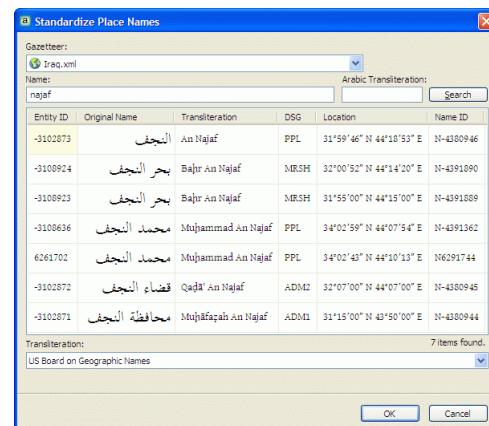 Standardize Place Names
Gazetteer:
Iraq.xml
Name: Arabic Transliteration:
najaf Search
Entity ID Original Name Transliteration DSG Location Name ID
-3102873 النجف An Najaf PPL 31°59'46" N 44°18'53" E N-4380946
-3108924 بحر النجف Baḩr An Najaf MRSH 32°00'52" N 44°14'20" E N-4391890
-3108923 بحر النجف Baḩr An Najaf MRSH 31°55'00" N 44°15'00" E N-4391889
-3108636 محمد النجف Muḩammad An Najaf PPL 34°02'59" N 44°07'54" E N-4391362
6261702 محمد النجف Muḩammad An Najaf PPL 34°02'43" N 44°10'13" E N6291744
-3102872 قضاء النجف Qaḑā' An Najaf ADM2 32°07'00" N 44°07'00" E N-4380945
-3102871 محافظة النجف Muḩāfaz̧ah An Najaf ADM1 31°15'00" N 43°50'00" E N-4380944
Transliteration: 7 items found.
US Board on Geographic Names
OK Cancel